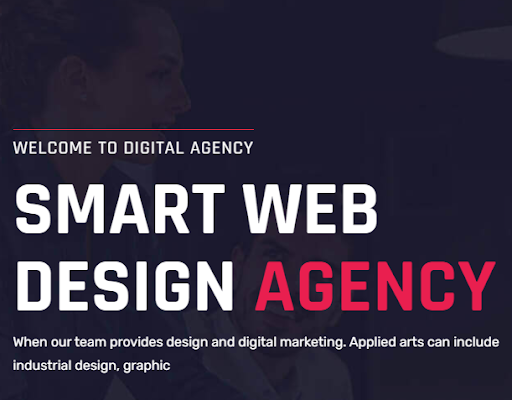 WELCOME TO DIGITAL AGENCY
SMART WEB
DESIGN AGENCY
When our team provides design and digital marketing. Applied arts can include
industrial design, graphic